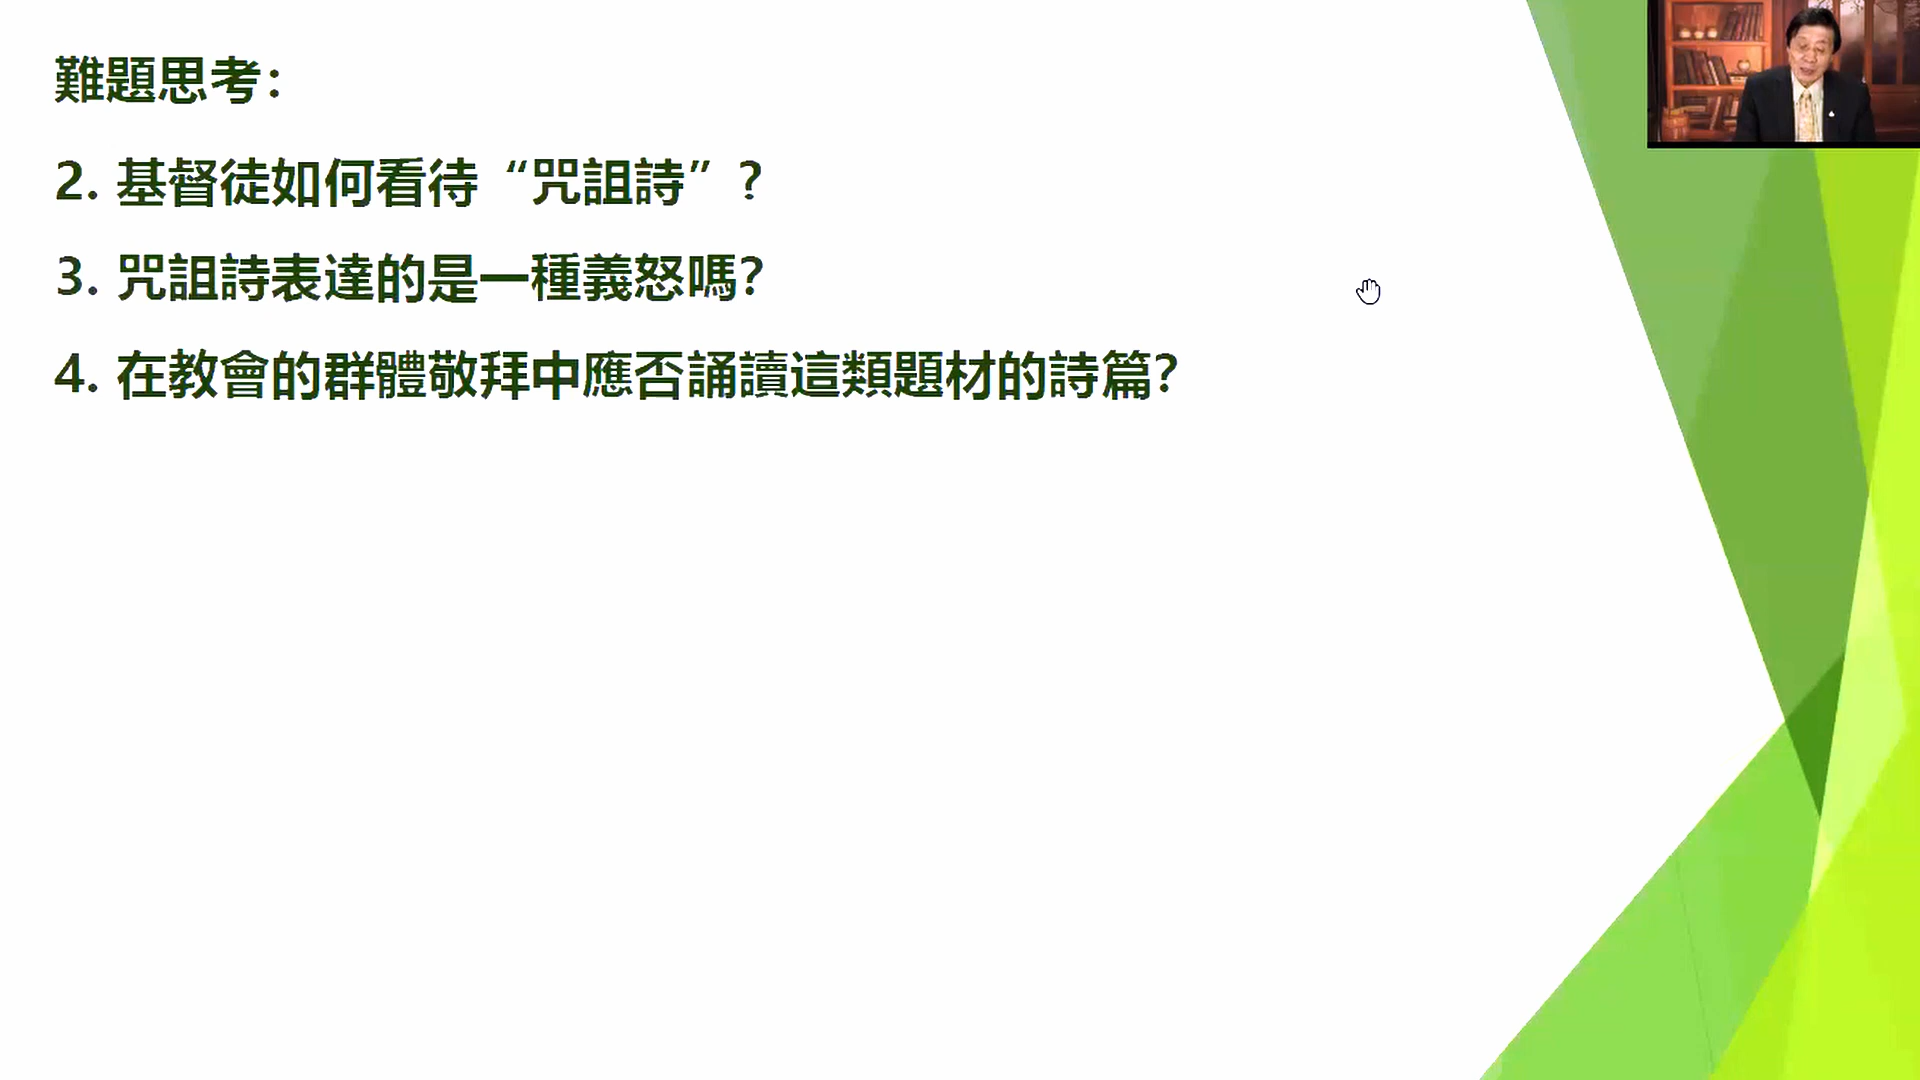 難題思考：
2. 基督徒如何看待“咒詛詩”？
3. 咒詛詩表達的是一種義怒嗎？
4. 在教會的群體敬拜中應否誦讀這類題材的詩篇？